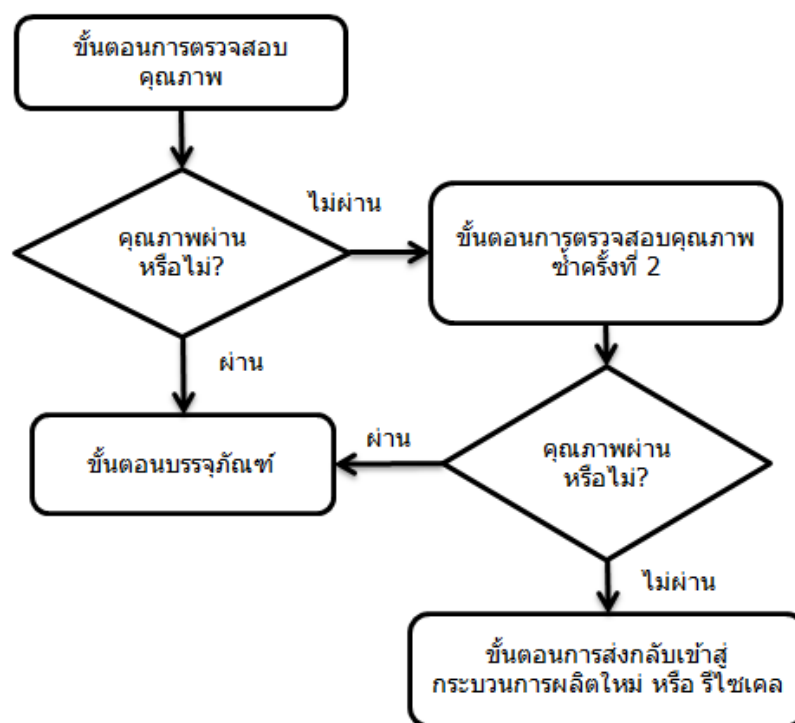 ขั้นตอนการตรวจสอบ
คุณภาพ
ไม่ผ่าน
คุณภาพผ่าน
หรือไม่?
ขั้นตอนการตรวจสอบคุณภาพ
ซ้ำครั้งที่ 2
ผ่าน
ขั้นตอนบรรจุภัณฑ์
ผ่าน
คุณภาพผ่าน
หรือไม่?
ไม่ผ่าน
ขั้นตอนการส่งกลับเข้าสู่
กระบวนการผลิตใหม่ หรือ รีไซเคล